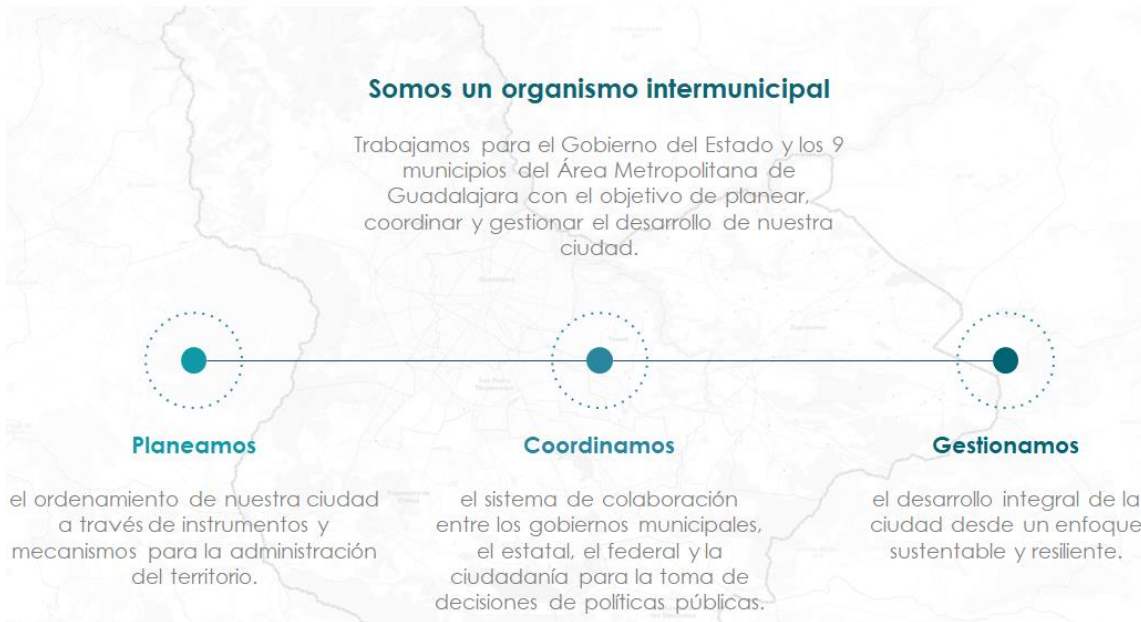 Somos un organismo intermunicipal
Trabajamos para el Gobierno del Estado y los 9
municipios del Área Metropolitana de
Guadalajara con el objetivo de planear,
coordinar y gestionar el desarrollo de nuestra
ciudad.
Planeamos
el ordenamiento de nuestra ciudad
a través de instrumentos y
mecanismos para la administración
del territorio.
Coordinamos
el sistema de colaboración
entre los gobiernos municipales,
el estatal, el federal y la
ciudadanía para la toma de
decisiones de políticas públicas.
Gestionamos
el desarrollo integral de la
ciudad desde un enfoque
sustentable y resiliente.